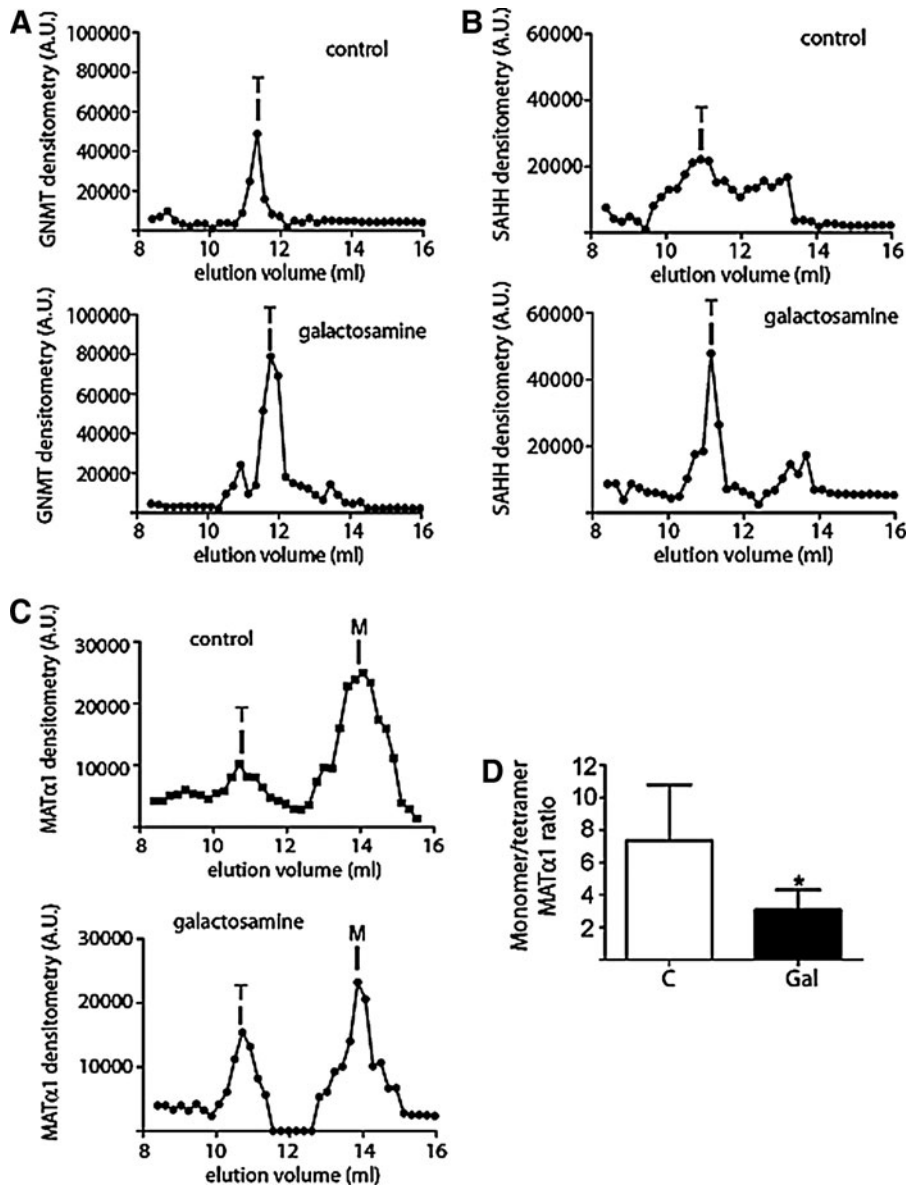 A
GNMT densitometry (A.U.)
100000
80000
60000
40000
20000
control
T
8 10 12 14 16
elution volume (ml)
GNMT densitometry (A.U.)
100000
80000
60000
40000
20000
galactosamine
T
8 10 12 14 16
elution volume (ml)
B
SAHH densitometry (A.U.)
60000
40000
20000
control
T
8 10 12 14 16
elution volume (ml)
SAHH densitometry (A.U.)
60000
40000
20000
galactosamine
T
8 10 12 14 16
elution volume (ml)
C
MATα1 densitometry (A.U.)
30000
20000
10000
control
T
M
8 10 12 14 16
elution volume (ml)
MATα1 densitometry (A.U.)
30000
20000
10000
galactosamine
T
M
8 10 12 14 16
elution volume (ml)
D
Monomer/tetramer
MATα1 ratio
12
10
8
6
4
2
*
C Gal